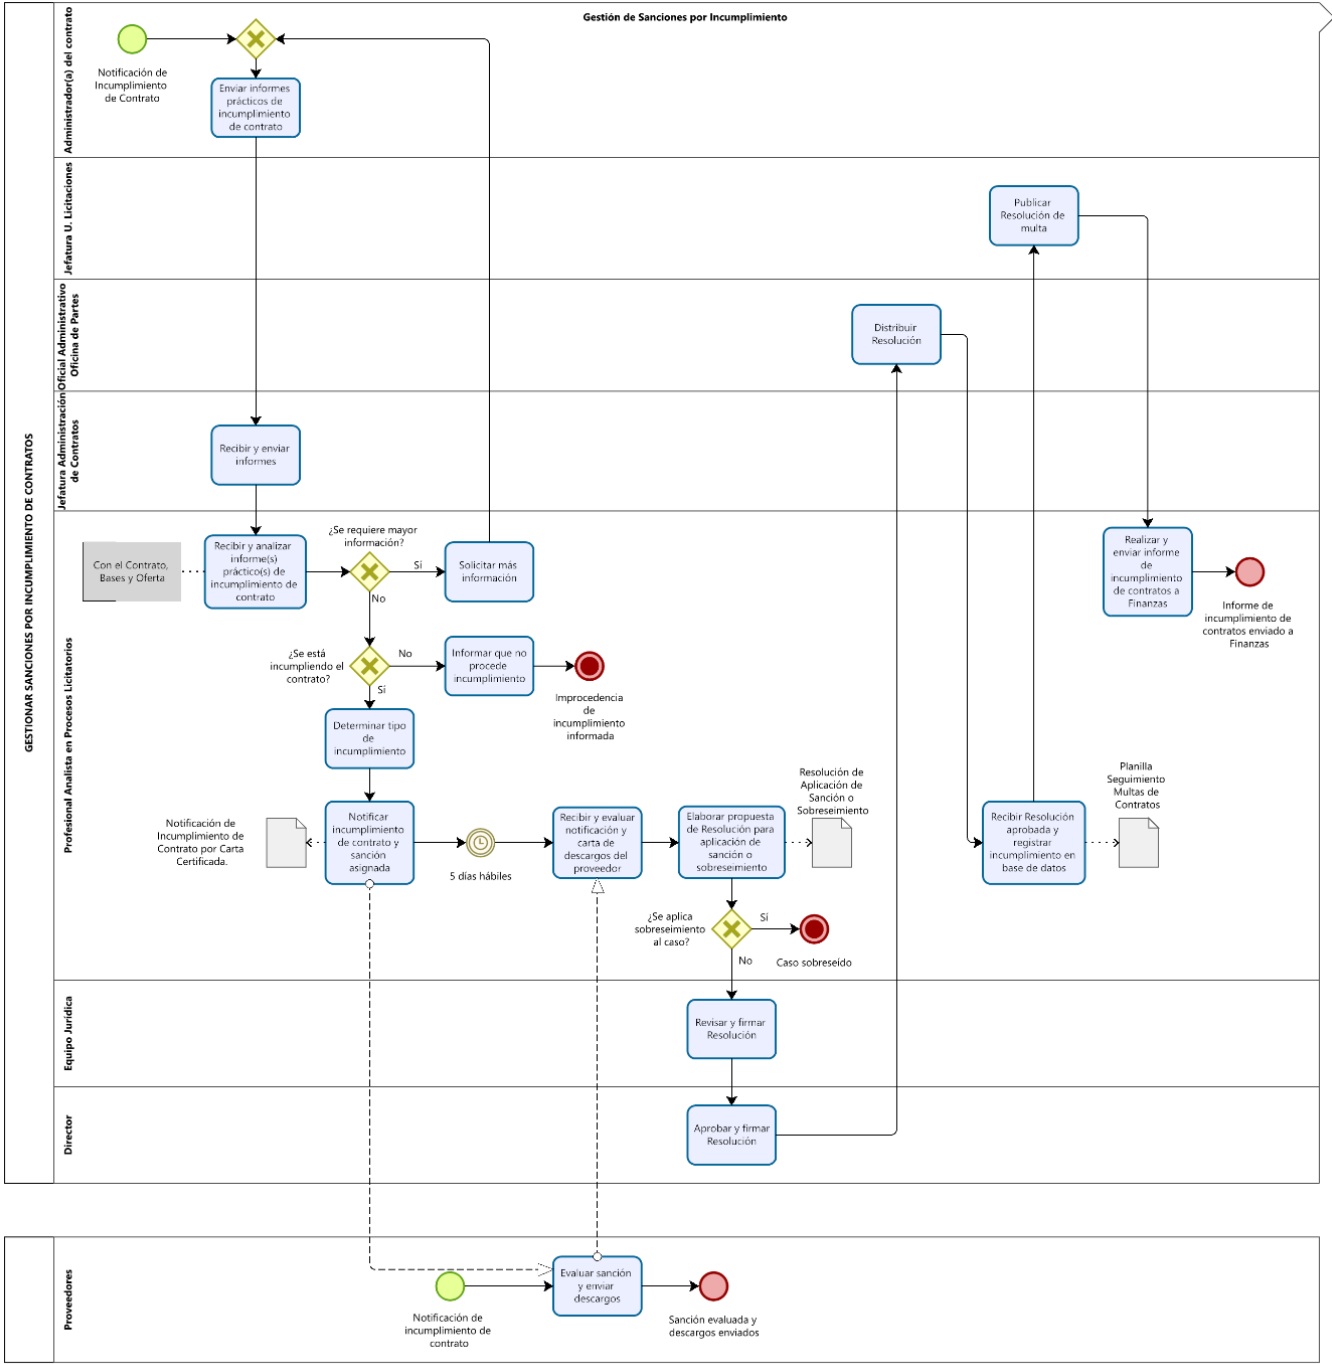 Gestión de Sanciones por Incumplimiento
GESTIONAR SANCIONES POR INCUMPLIMIENTO DE CONTRATOS
Administrador(a) del contrato
Notificación de
Incumplimiento
de Contrato
Enviar informes
prácticos de
incumplimiento
de contrato
Jefatura U. Licitaciones
Publicar
Resolución de
multa
Oficial Administrativo
Oficina de Partes
Distribuir
Resolución
Jefatura Administración
de Contratos
Recibir y enviar
informes
Profesional Analista en Procesos Licitatorios
Con el Contrato,
Bases y Oferta
Recibir y analizar
informe(s)
práctico(s) de
incumplimiento de
contrato
¿Se requiere mayor
información?
Si
No
Solicitar más
información
Realizar y
enviar informe
de
incumplimiento
de contratos a
Finanzas
Informe de
incumplimiento de
contratos enviado a
Finanzas
¿Se está
incumpliendo el
contrato?
No
Si
Informar que no
procede
incumplimiento
Improcedencia
de
incumplimiento
informada
Determinar tipo
de
incumplimiento
Notificación de
Incumplimiento de
Contrato por Carta
Certificada.
Notificar
incumplimiento
de contrato y
sanción
asignada
5 días hábiles
Recibir y evaluar
notificación y
carta de
descargos del
proveedor
Elaborar propuesta
de Resolución para
aplicación de
sanción o
sobreseimiento
Resolución de
Aplicación de
Sanción o
Sobreseimiento
Recibir Resolución
aprobada y
registrar
incumplimiento en
base de datos
Planilla
Seguimiento
Multas de
Contratos
¿Se aplica
sobreseimiento
al caso?
Si
No
Caso sobreseído
Equipo Jurídica
Revisar y firmar
Resolución
Director
Aprobar y firmar
Resolución
Proveedores
Notificación de
incumplimiento de
contrato
Evaluar sanción
y enviar
descargos
Sanción evaluada y
descargos enviados